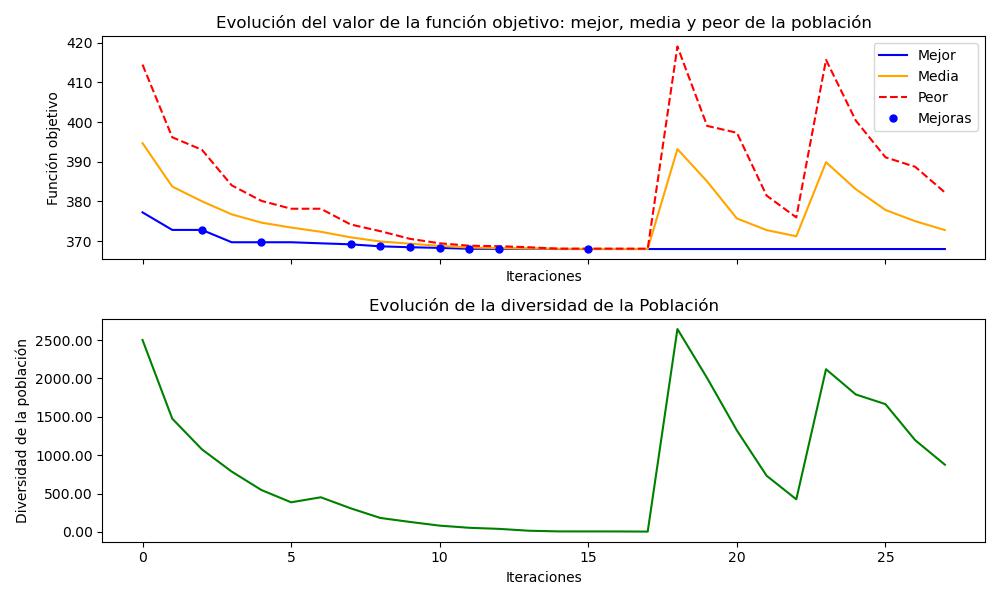 Evolución del valor de la función objetivo: mejor, media y peor de la población
420
410
400
390
380
370
Función objetivo
Mejor
Media
Peor
Mejoras
Iteraciones
Evolución de la diversidad de la Población
2500.00
2000.00
1500.00
1000.00
500.00
0.00
Diversidad de la población
0 5 10 15 20 25
Iteraciones